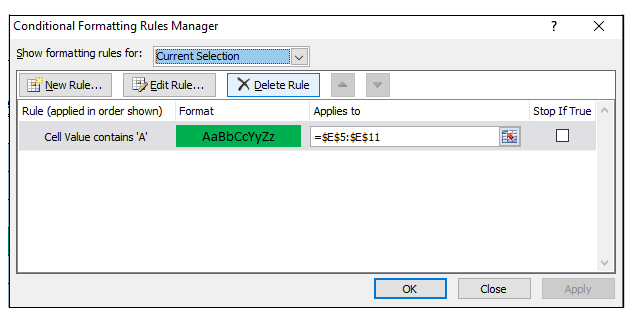 Conditional Formatting Rules Manager ? X
Show formatting rules for: Current Selection
New Rule... Edit Rule... Delete Rule
Rule (applied in order shown) Format Applies to Stop If True
Cell Value contains 'A' AaBbCcYyZz =$E$5:$E$11
OK Close Apply